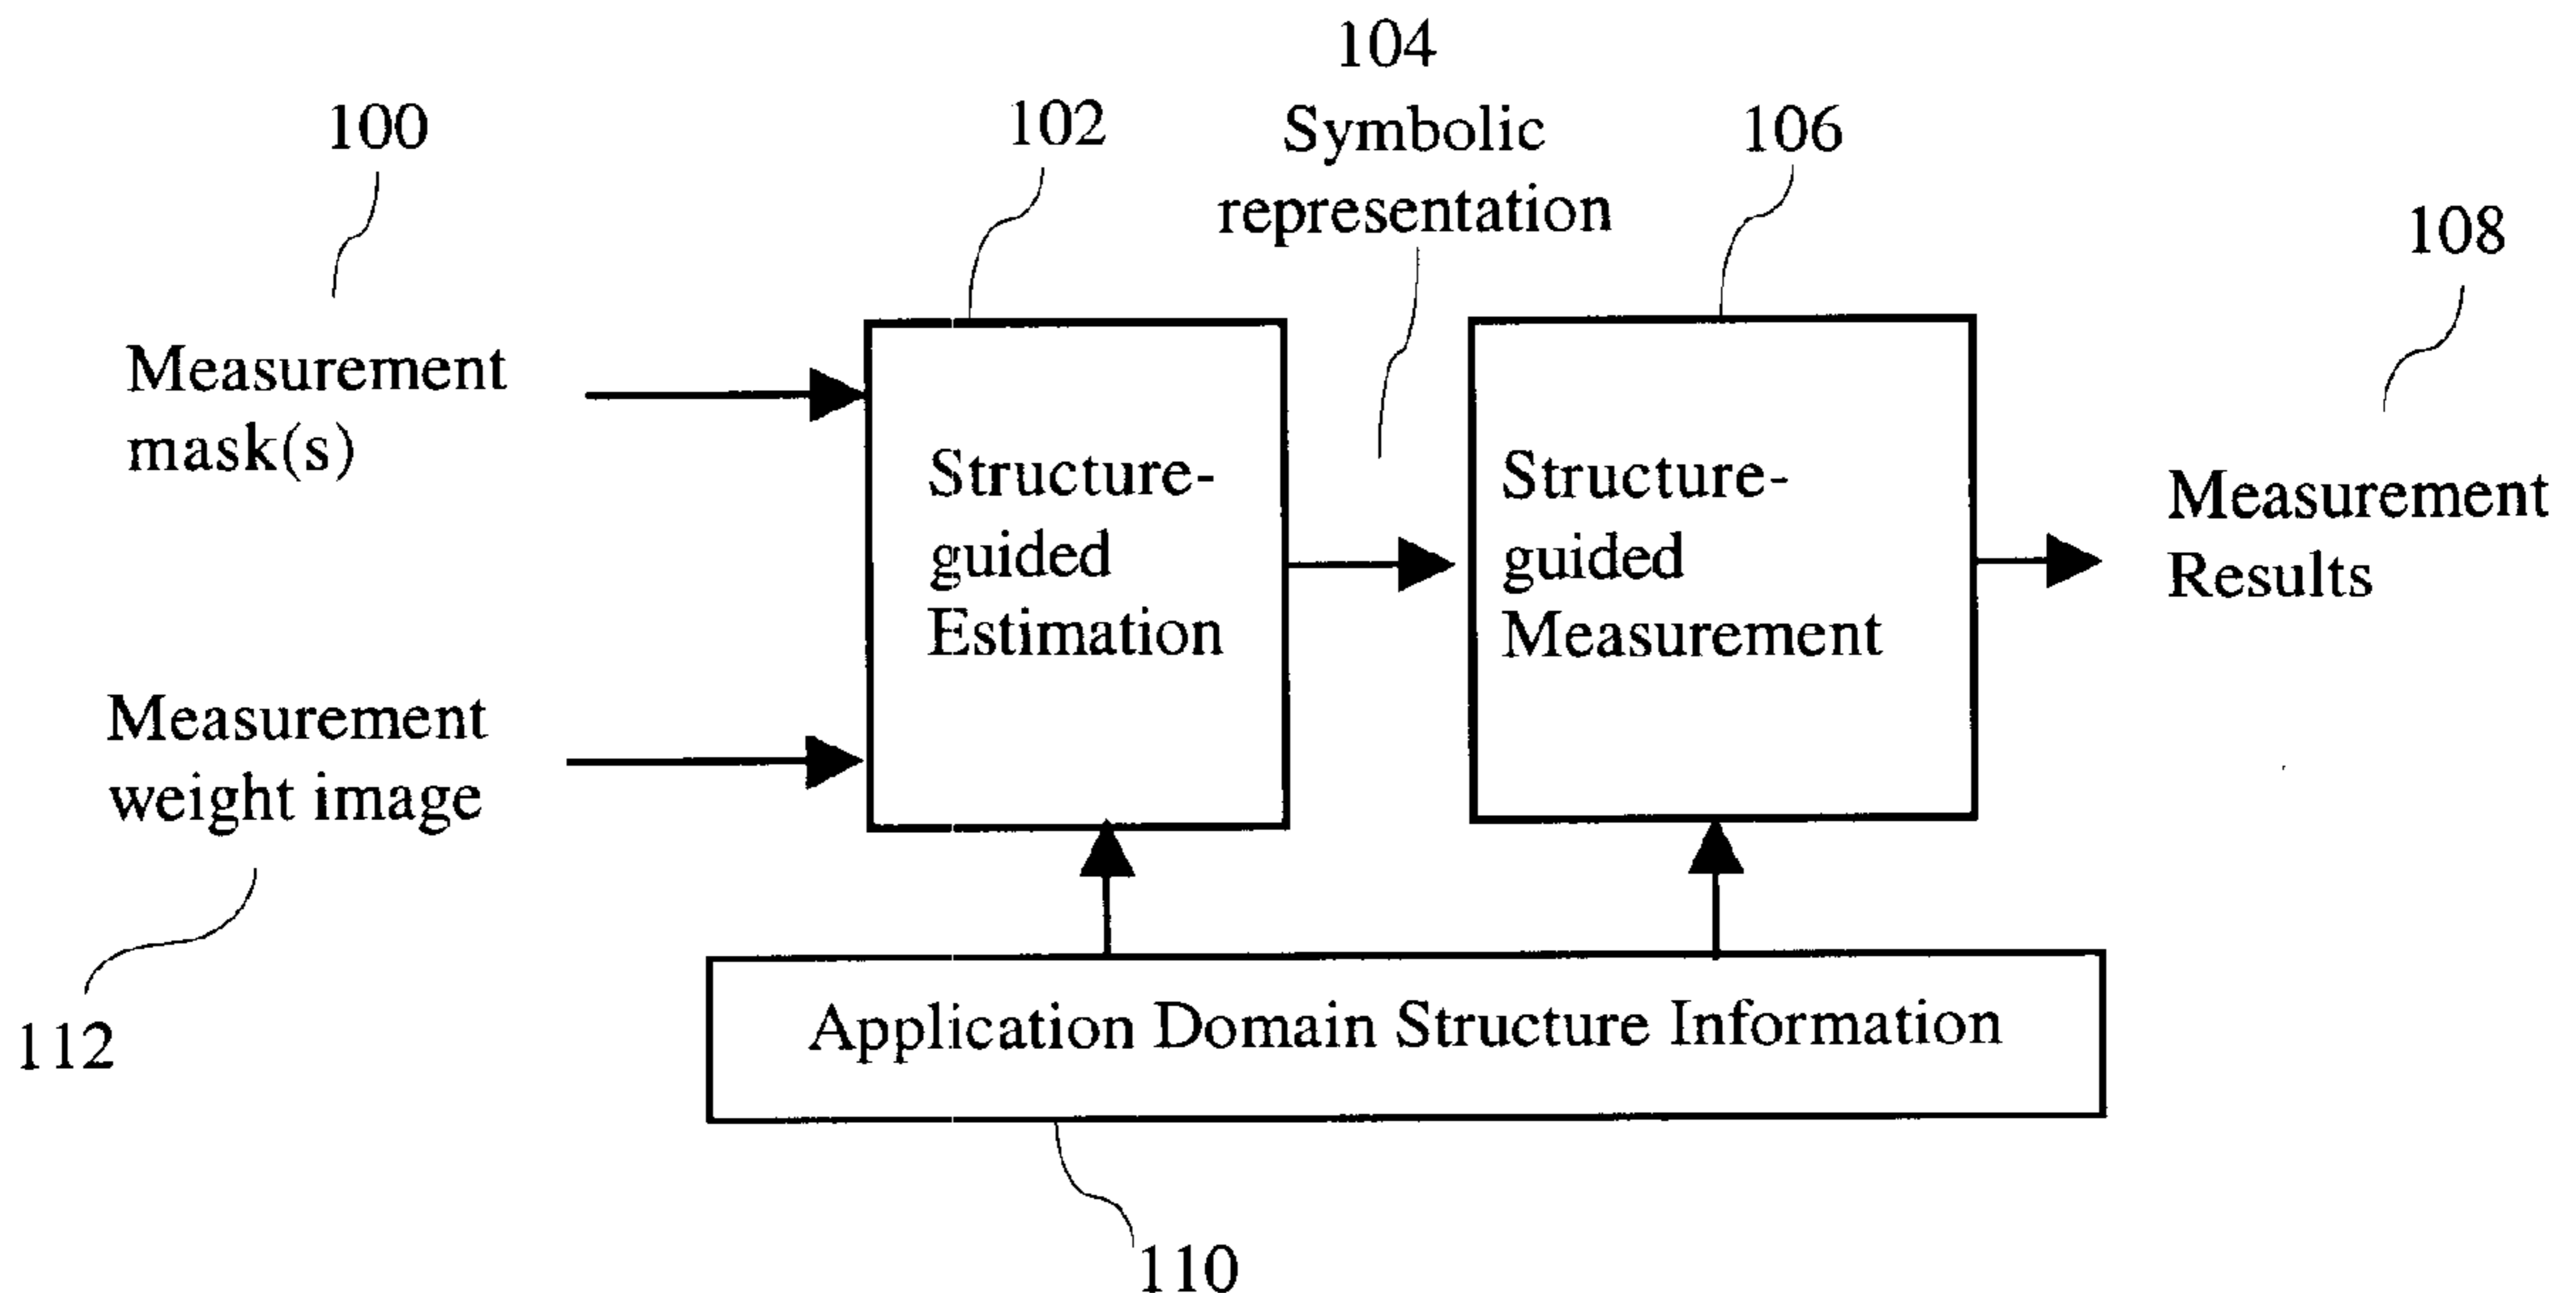 104
100
102
Symbolic
representation
106
108
Measurement
mask(s)
Structure-
guided
Estimation
Structure-
guided
Measurement
Measurement
Results
Measurement
weight image
112
Application Domain Structure Information
110